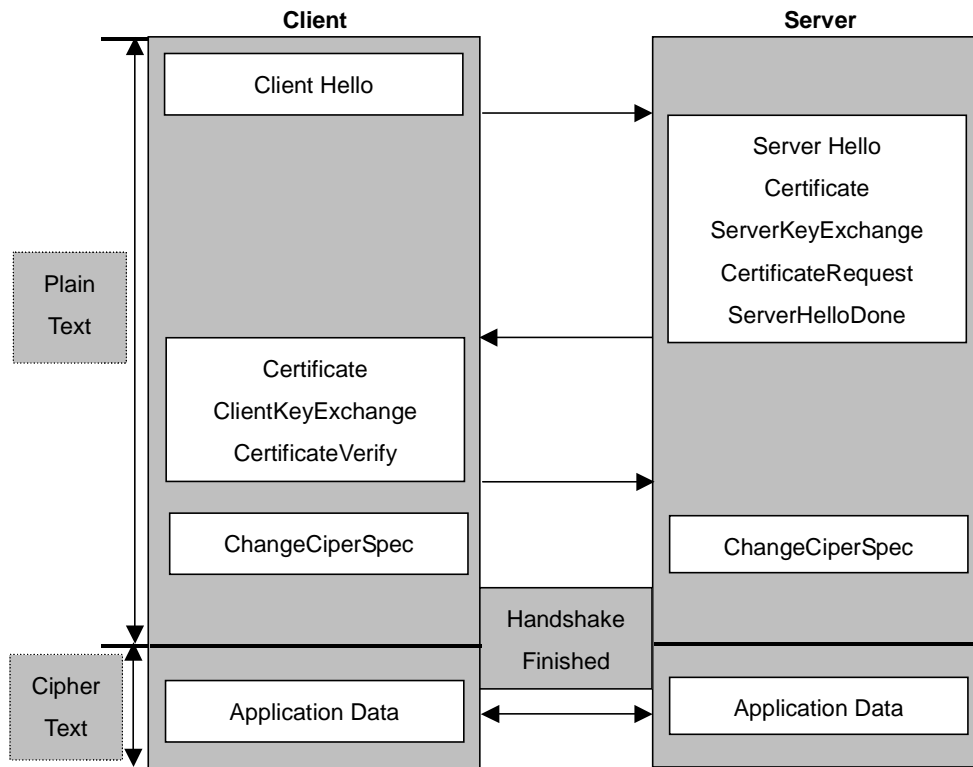 Client
Server
Client Hello
Server Hello
Certificate
ServerKeyExchange
CertificateRequest
ServerHelloDone
Plain
Text
Certificate
ClientKeyExchange
CertificateVerify
ChangeCiperSpec
ChangeCiperSpec
Handshake
Finished
Cipher
Text
Application Data
Application Data